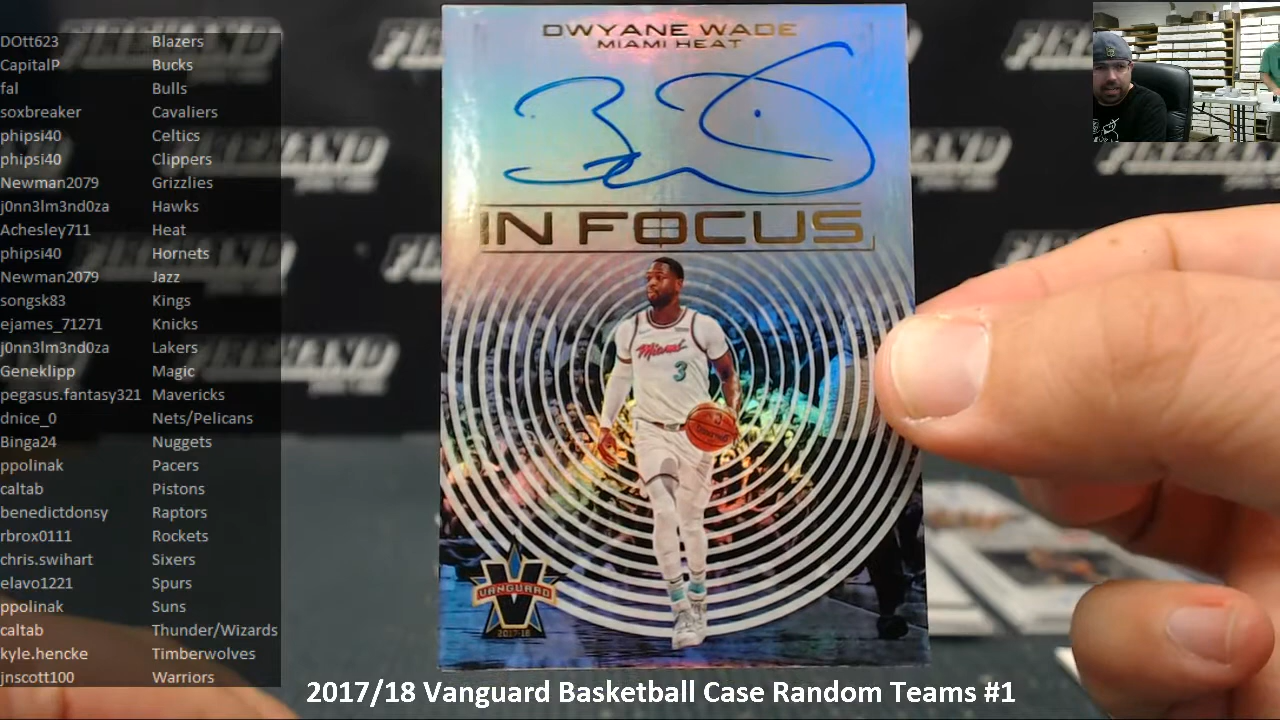 DOtt623 Blazers
CapitalP Bucks
fal Bulls
soxbreaker Cavaliers
phipsi40 Celtics
phipsi40 Clippers
Newman2079 Grizzlies
j0nn3lm3nd0za Hawks
Achesley711 Heat
phipsi40 Hornets
Newman2079 Jazz
songsk83 Kings
ejames_71271 Knicks
j0nn3lm3nd0za Lakers
Geneklipp Magic
pegasus.fantasy321 Mavericks
dnice_0 Nets/Pelicans
Binga24 Nuggets
ppolinak Pacers
caltab Pistons
benedictdonsy Raptors
rbrox0111 Rockets
chris.swihart Sixers
elavo1221 Spurs
ppolinak Suns
caltab Thunder/Wizards
kyle.hencke Timberwolves
jnscott100 Warriors
DWYANE WADE
MIAMI HEAT
IN FOCUS
Miami
3
V
VANGUARD
2017-18
2017/18 Vanguard Basketball Case Random Teams #1